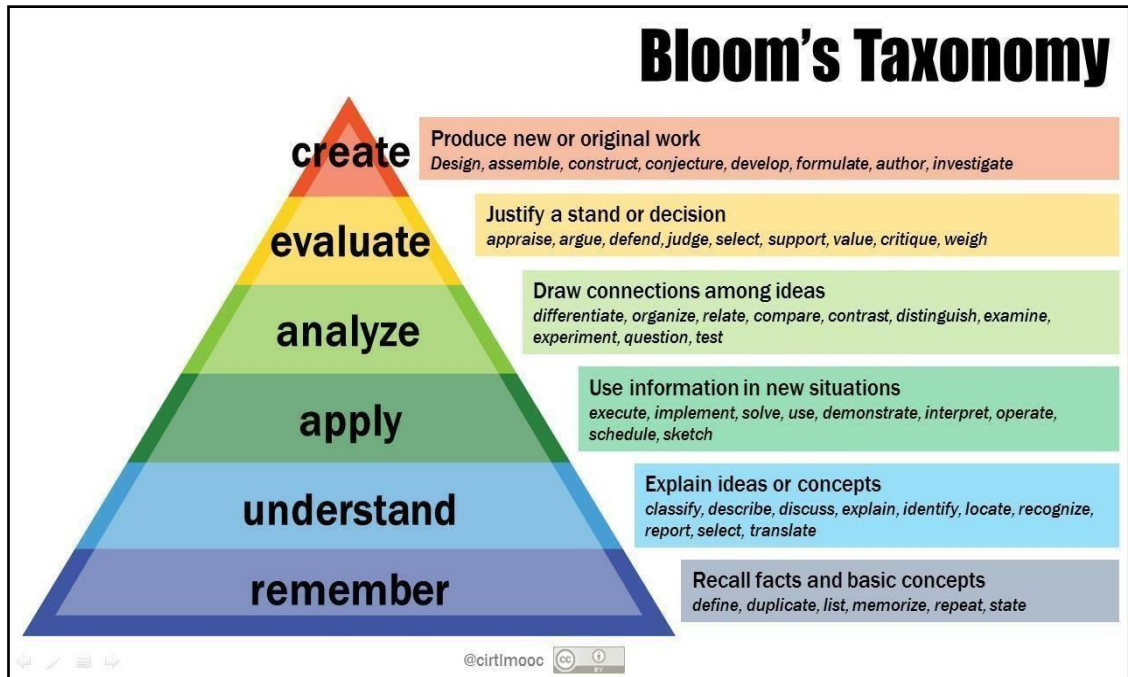 Bloom's Taxonomy
create
Produce new or original work
Design, assemble, construct, conjecture, develop, formulate, author, investigate
evaluate
Justify a stand or decision
appraise, argue, defend, judge, select, support, value, critique, weigh
analyze
Draw connections among ideas
differentiate, organize, relate, compare, contrast, distinguish, examine,
experiment, question, test
apply
Use information in new situations
execute, implement, solve, use, demonstrate, interpret, operate,
schedule, sketch
understand
Explain ideas or concepts
classify, describe, discuss, explain, identify, locate, recognize,
report, select, translate
remember
Recall facts and basic concepts
define, duplicate, list, memorize, repeat, state
@cirtlmooc
cc
BY